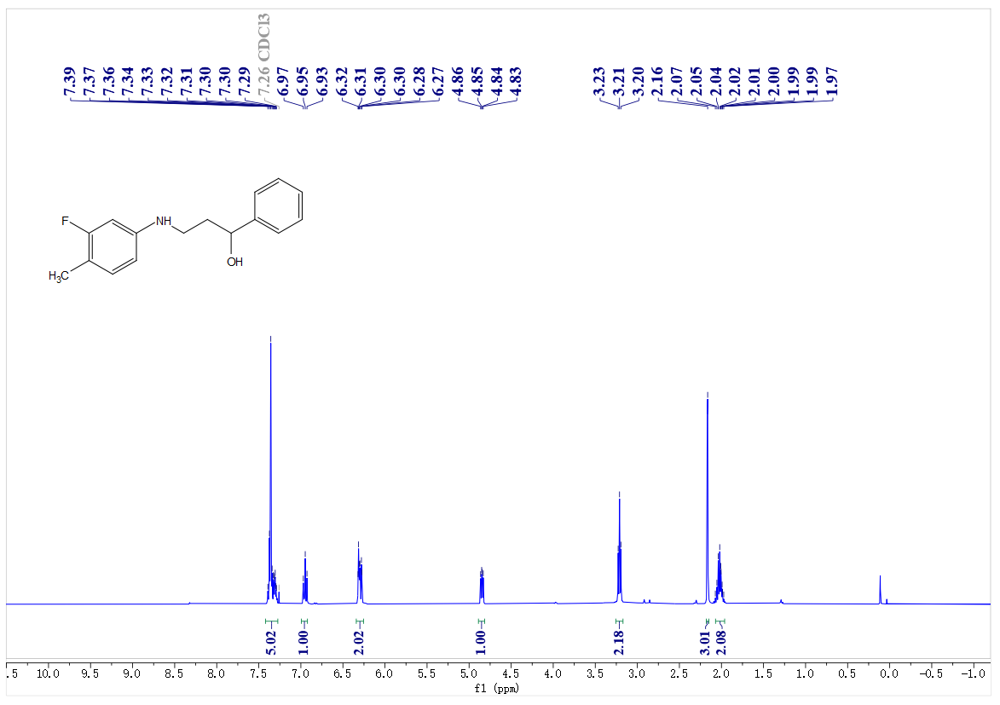 7.39 7.37 7.36 7.34 7.33 7.32 7.31 7.30 7.30 7.29 7.26 CDCl3 6.97 6.95 6.93 6.32 6.31 6.30 6.30 6.28 6.27 4.86 4.85 4.84 4.83 3.23 3.21 3.20 2.16 2.07 2.05 2.04 2.02 2.01 2.00 1.99 1.99 1.97
F NH
OH
H3C
5.02 1.00 2.02 1.00 2.18 3.01 2.08
.5 10.0 9.5 9.0 8.5 8.0 7.5 7.0 6.5 6.0 5.5 5.0 4.5 4.0 3.5 3.0 2.5 2.0 1.5 1.0 0.5 0.0 -0.5 -1.0
f1 (ppm)